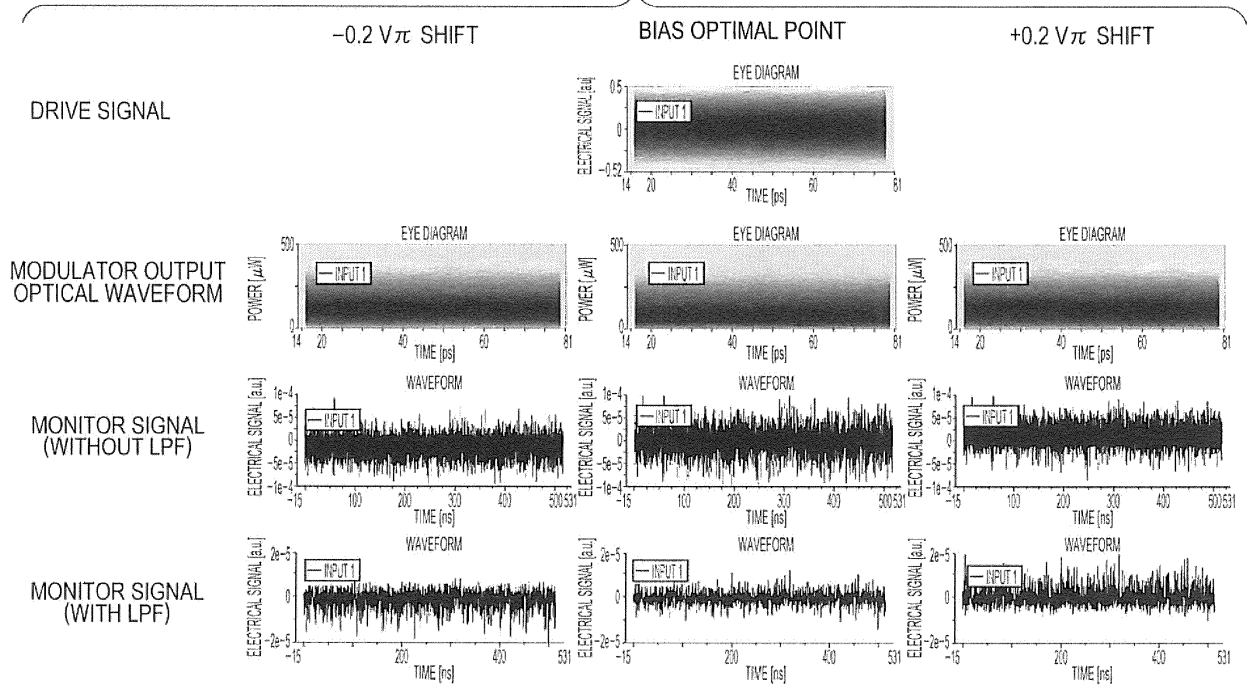 −0.2 Vπ SHIFT
BIAS OPTIMAL POINT
+0.2 Vπ SHIFT
DRIVE SIGNAL
EYE DIAGRAM
ELECTRICAL SIGNAL [a.u]
0.5
0
−0.52
INPUT 1
14 20 40 60 81
TIME [ps]
MODULATOR OUTPUT
OPTICAL WAVEFORM
EYE DIAGRAM
POWER [μW]
500
0
INPUT 1
14 20 40 60 81
TIME [ps]
EYE DIAGRAM
POWER [μW]
500
0
INPUT 1
14 20 40 60 81
TIME [ps]
EYE DIAGRAM
POWER [μW]
500
0
INPUT 1
14 20 40 60 81
TIME [ps]
MONITOR SIGNAL
(WITHOUT LPF)
WAVEFORM
ELECTRICAL SIGNAL [a.u.]
1e−4
5e−5
0
−5e−5
−1e−4
INPUT 1
−15 100 200 300 400 500 531
TIME [ns]
WAVEFORM
ELECTRICAL SIGNAL [a.u.]
1e−4
5e−5
0
−5e−5
−1e−4
INPUT 1
−15 100 200 300 400 500 531
TIME [ns]
WAVEFORM
ELECTRICAL SIGNAL [a.u.]
1e−4
5e−5
0
−5e−5
−1e−4
INPUT 1
−15 100 200 300 400 500 531
TIME [ns]
MONITOR SIGNAL
(WITH LPF)
WAVEFORM
ELECTRICAL SIGNAL [a.u.]
2e−5
0
−2e−5
INPUT 1
−15 200 400 531
TIME [ns]
WAVEFORM
ELECTRICAL SIGNAL [a.u.]
2e−5
0
−2e−5
INPUT 1
−15 200 400 531
TIME [ns]
WAVEFORM
ELECTRICAL SIGNAL [a.u.]
2e−5
0
−2e−5
INPUT 1
−15 200 400 531
TIME [ns]